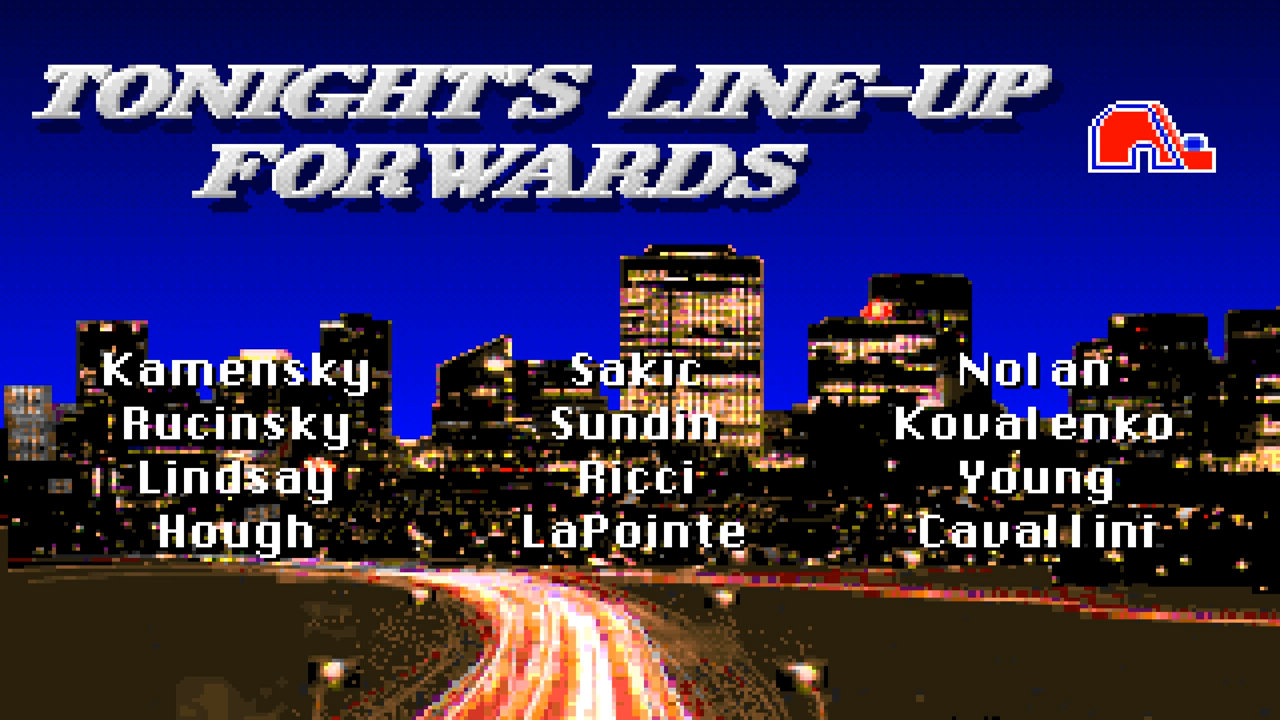 TONIGHT'S LINE-UP
FORWARDS
Kamensky Sakic Nolan
Rucinsky Sundin Kovalenko
Lindsay Ricci Young
Hough LaPointe Cavallini